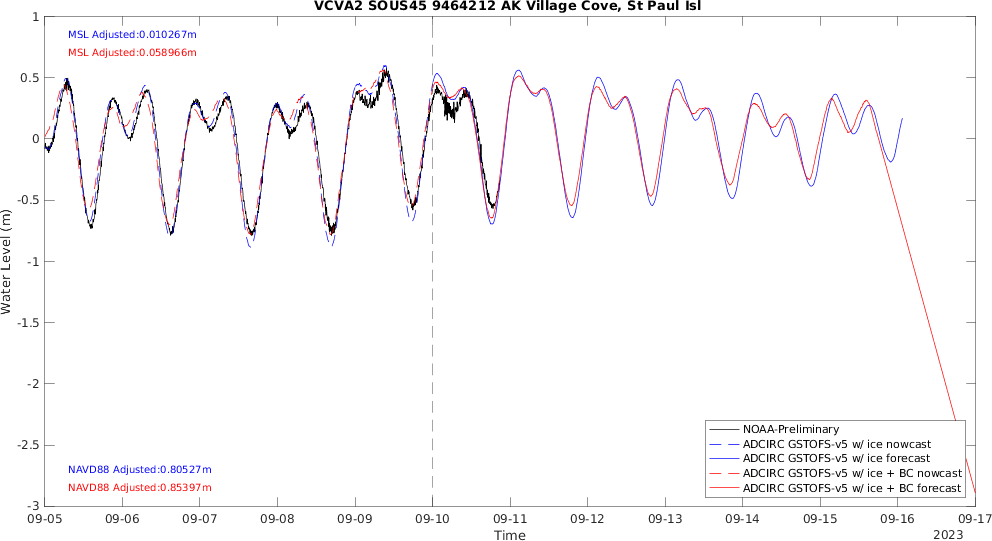 VCVA2 SOUS45 9464212 AK Village Cove, St Paul Isl
MSL Adjusted:0.010267m
MSL Adjusted:0.058966m
1
0.5
0
-0.5
-1
-1.5
-2
-2.5
-3
Water Level (m)
NAVD88 Adjusted:0.80527m
NAVD88 Adjusted:0.85397m
NOAA-Preliminary
ADCIRC GSTOFS-v5 w/ ice nowcast
ADCIRC GSTOFS-v5 w/ ice forecast
ADCIRC GSTOFS-v5 w/ ice + BC nowcast
ADCIRC GSTOFS-v5 w/ ice + BC forecast
09-05 09-06 09-07 09-08 09-09 09-10 09-11 09-12 09-13 09-14 09-15 09-16 09-17
Time
2023